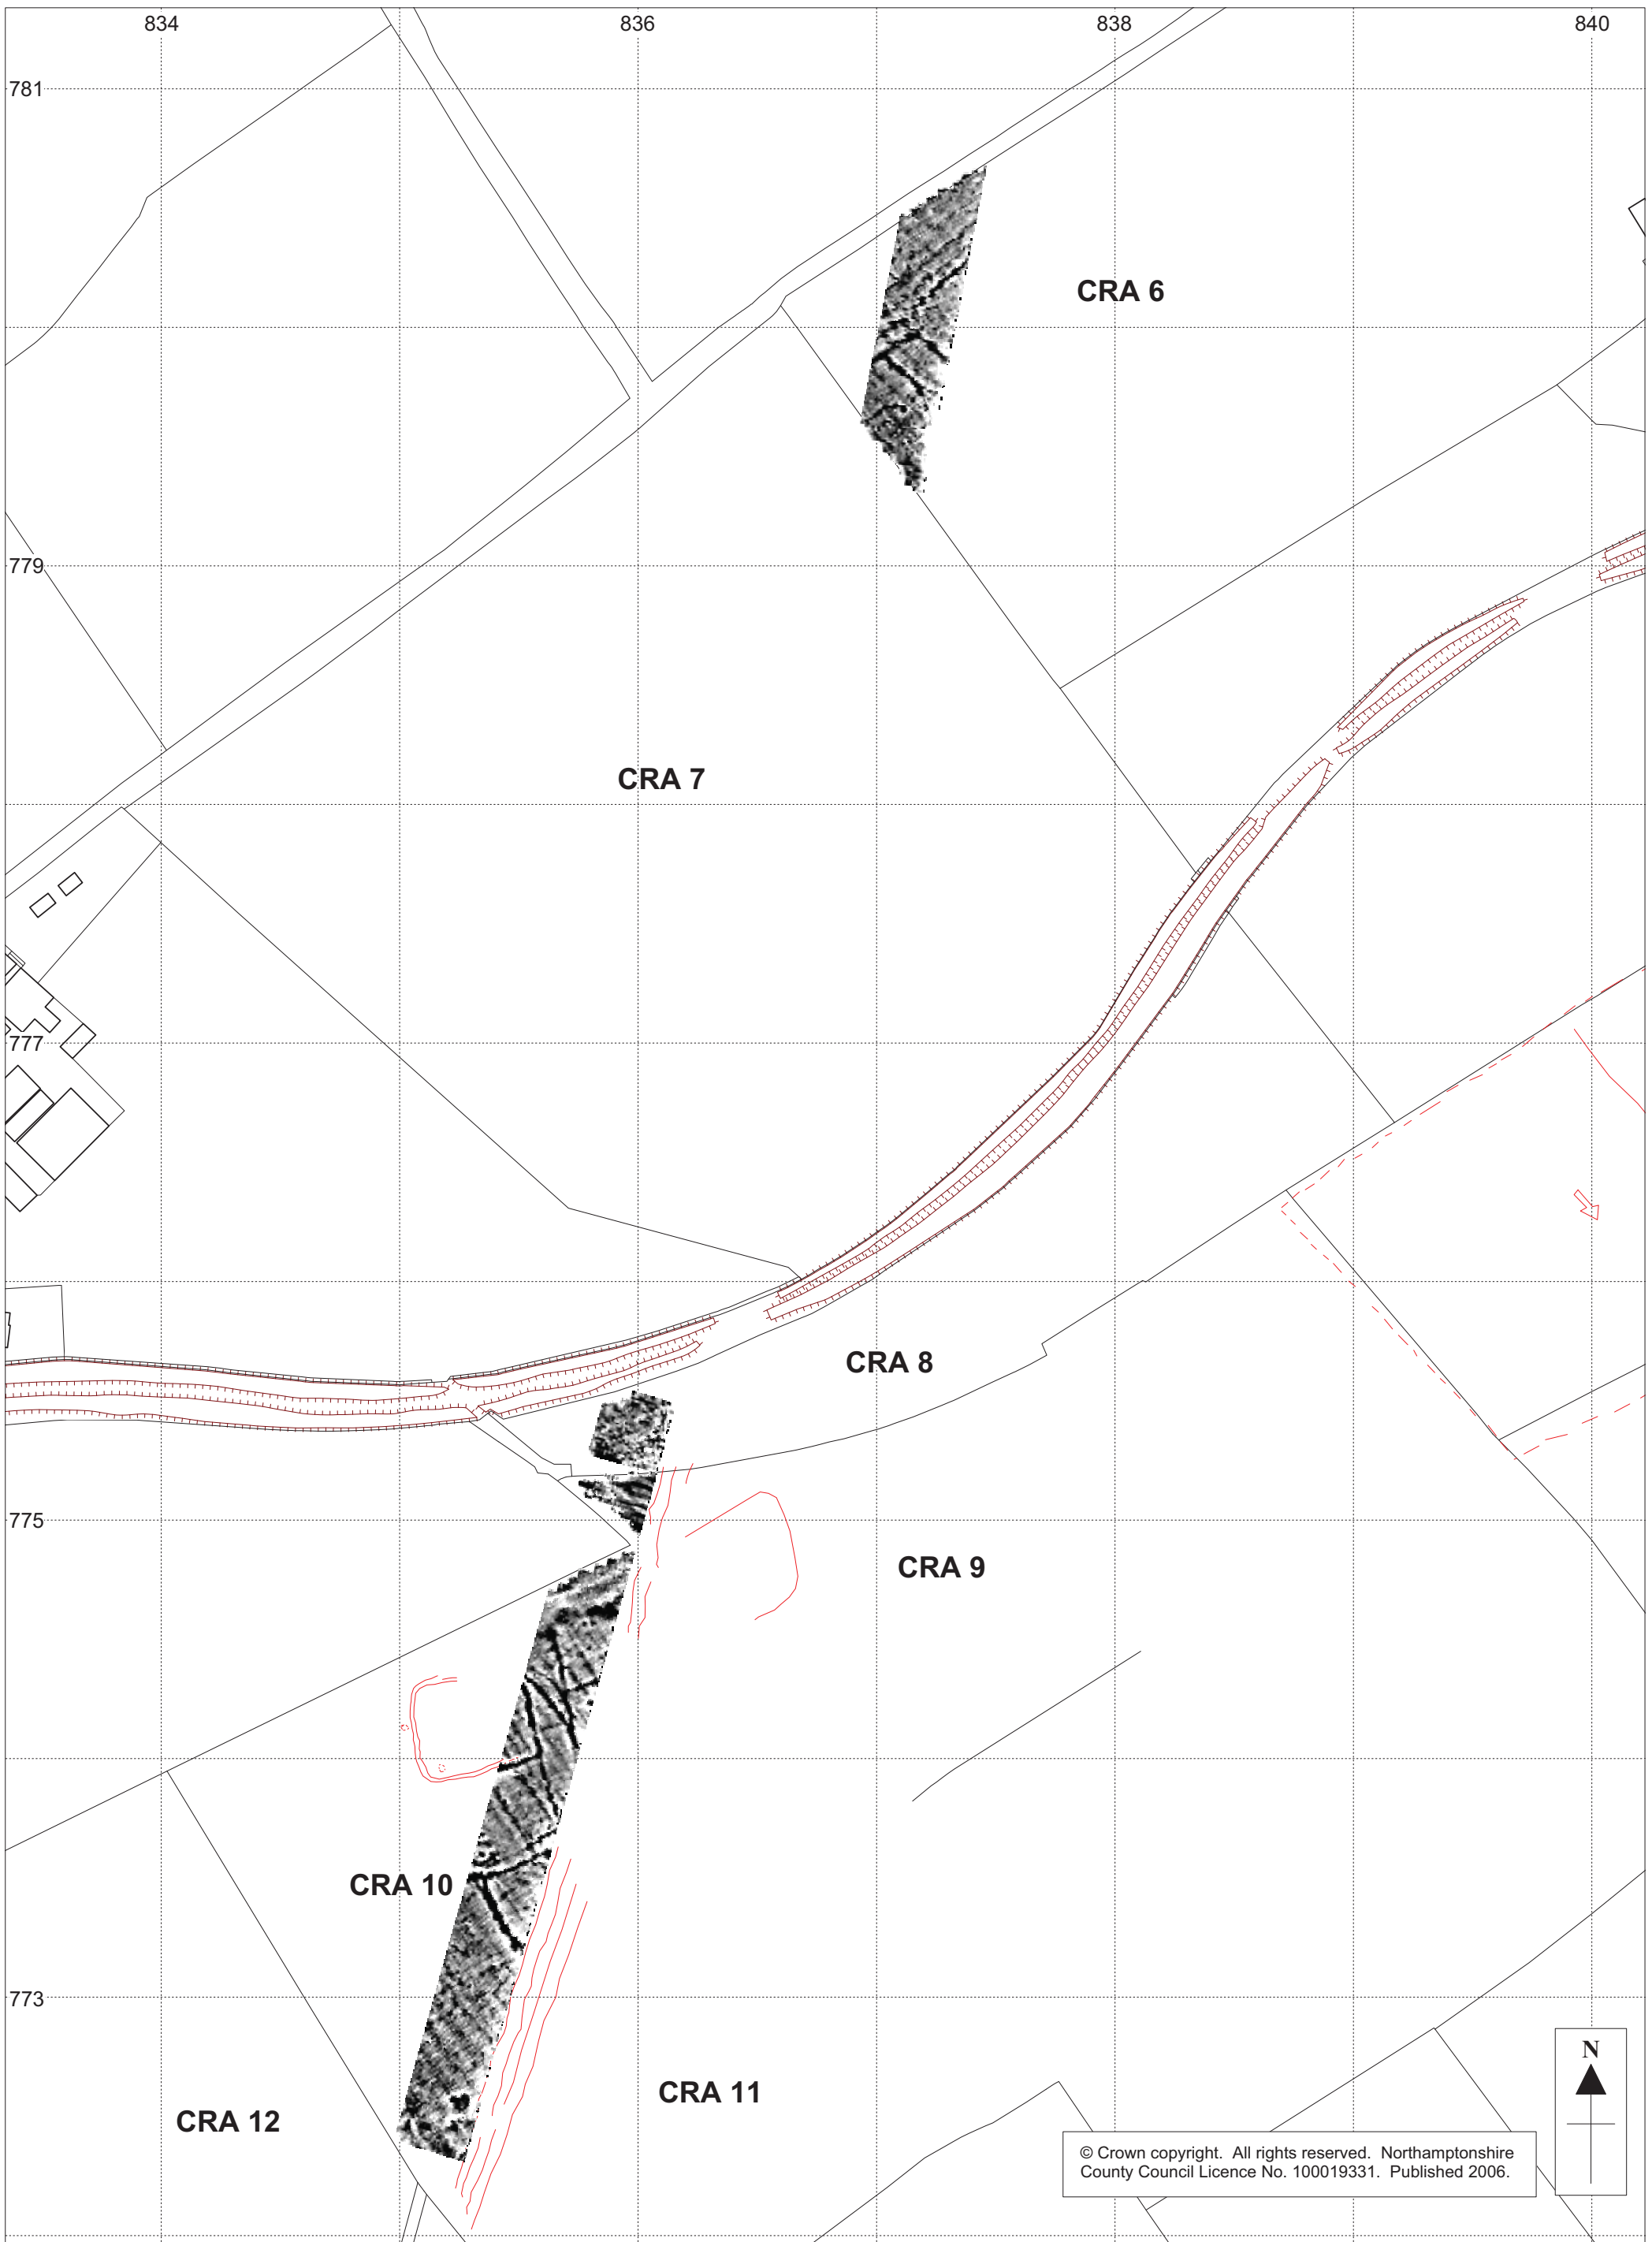 834 836 838 840
781
CRA 6
779
CRA 7
777
CRA 8
775
CRA 9
CRA 10
773
N
CRA 11
CRA 12
© Crown copyright. All rights reserved. Northamptonshire
County Council Licence No. 100019331. Published 2006.